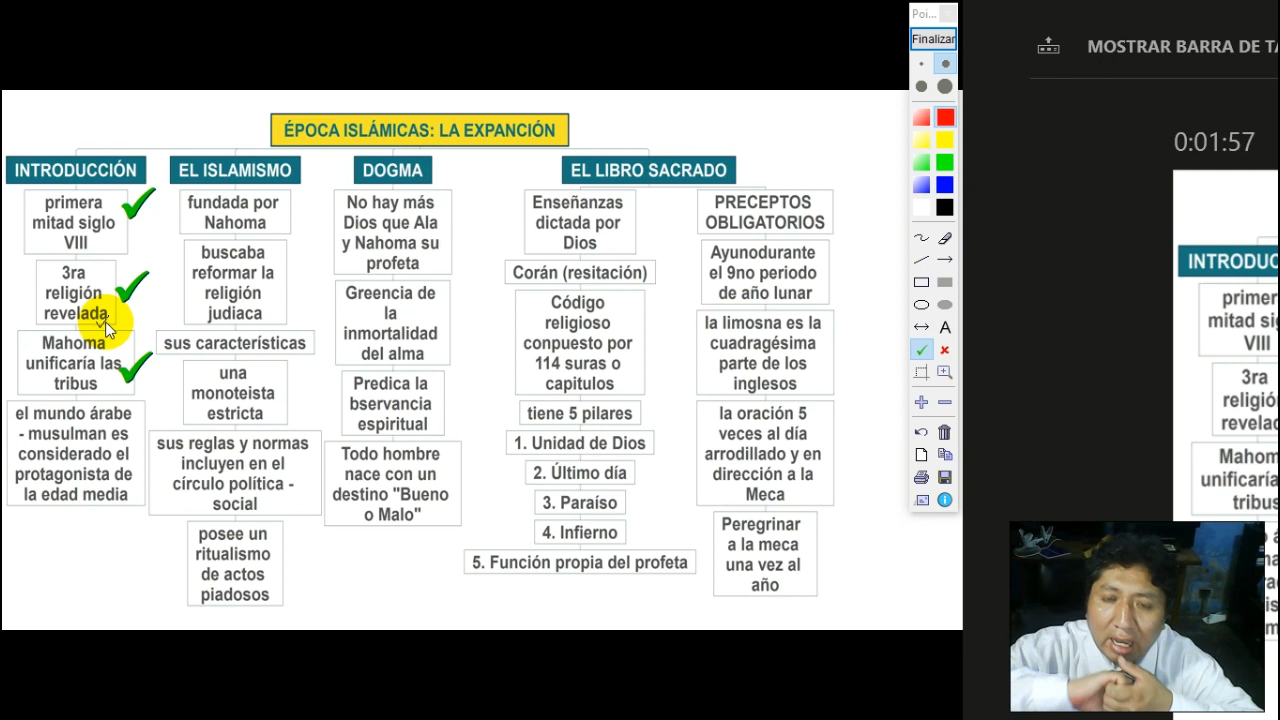 Poi...
Finalizar
MOSTRAR BARRA DE TA
0:01:57
ÉPOCA ISLÁMICAS: LA EXPANCIÓN
INTRODUCCIÓN
primera
mitad siglo
VIII
3ra
religión
revelada
Mahoma
unificaría las
tribus
el mundo árabe
- musulman es
considerado el
protagonista de
la edad media
EL ISLAMISMO
fundada por
Nahoma
buscaba
reformar la
religión
judiaca
sus características
una
monoteista
estricta
sus reglas y normas
incluyen en el
círculo política -
social
posee un
ritualismo
de actos
piadosos
DOGMA
No hay más
Dios que Ala
y Nahoma su
profeta
Greencia de
la
inmortalidad
del alma
Predica la
bservancia
espiritual
Todo hombre
nace con un
destino "Bueno
o Malo"
EL LIBRO SACRADO
Enseñanzas
dictada por
Dios
Corán (resitación)
Código
religioso
conpuesto por
114 suras o
capitulos
tiene 5 pilares
1. Unidad de Dios
2. Último día
3. Paraíso
4. Infierno
5. Función propia del profeta
PRECEPTOS
OBLIGATORIOS
Ayunodurante
el 9no periodo
de año lunar
la limosna es la
cuadragésima
parte de los
inglesos
la oración 5
veces al día
arrodillado y en
dirección a la
Meca
Peregrinar
a la meca
una vez al
año
A
INTRODUC
primer
mitad sig
VIII
3ra
religió
revelad
Mahom
unificaría
tribus